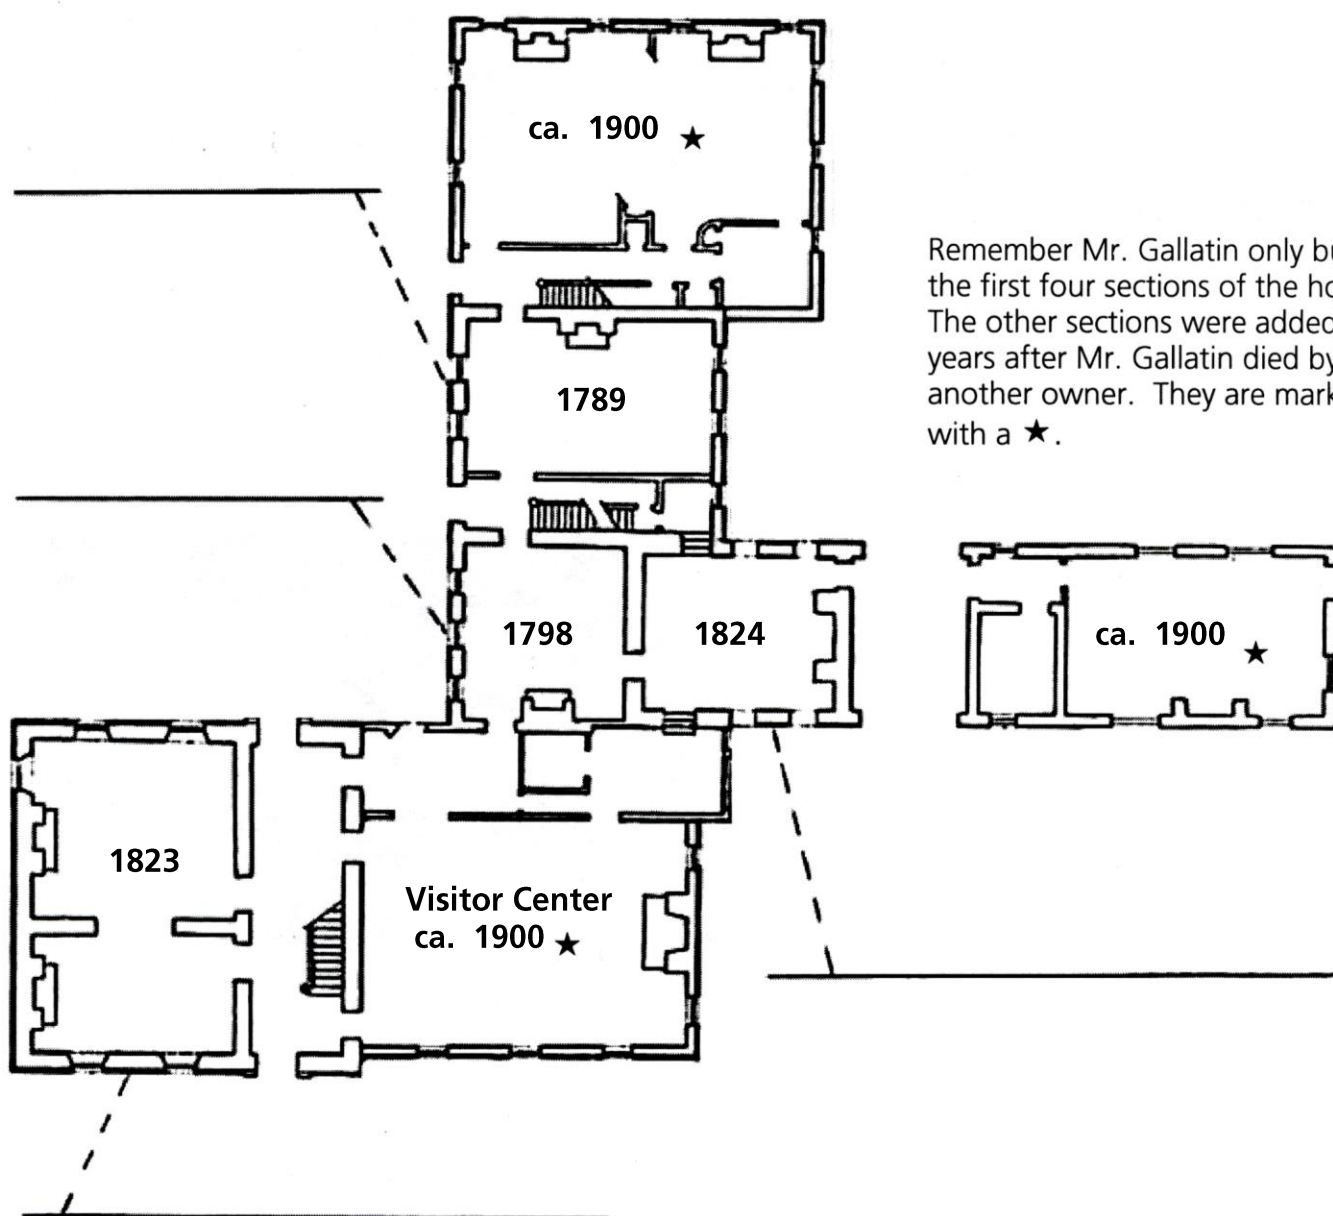 ca. 1900 ★
Remember Mr. Gallatin only bu
the first four sections of the ho
The other sections were added
years after Mr. Gallatin died by
another owner. They are mark
with a ★.
1789
1798
1824
ca. 1900 ★
1823
Visitor Center
ca. 1900 ★